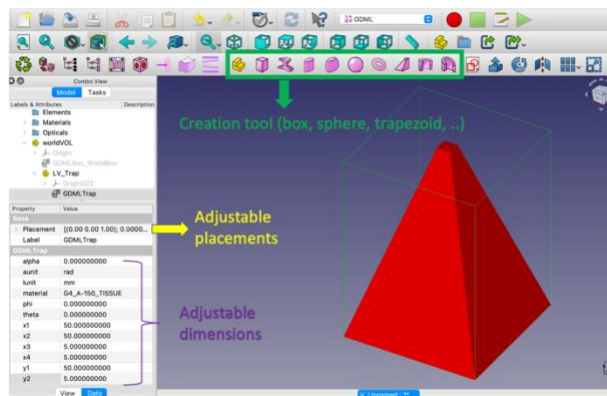 GDML
Combo View
Model Tasks
Labels & Attributes Description
Elements
Materials
Opticals
worldVOL
Origin
GDMLBox_WorldBox
LV_Trap
Origin002
GDMLTrap
Property Value
Base
Placement [(0.00 0.00 1.00); 0.0000...
Label GDMLTrap
GDMLTrap
alpha 0.000000000
aunit rad
lunit mm
material G4_A-150_TISSUE
phi 0.000000000
theta 0.000000000
x1 50.000000000
x2 50.000000000
x3 5.000000000
x4 5.000000000
y1 50.000000000
y2 5.000000000
View Data
Creation tool (box, sphere, trapezoid, ..)
Adjustable
placements
Adjustable
dimensions